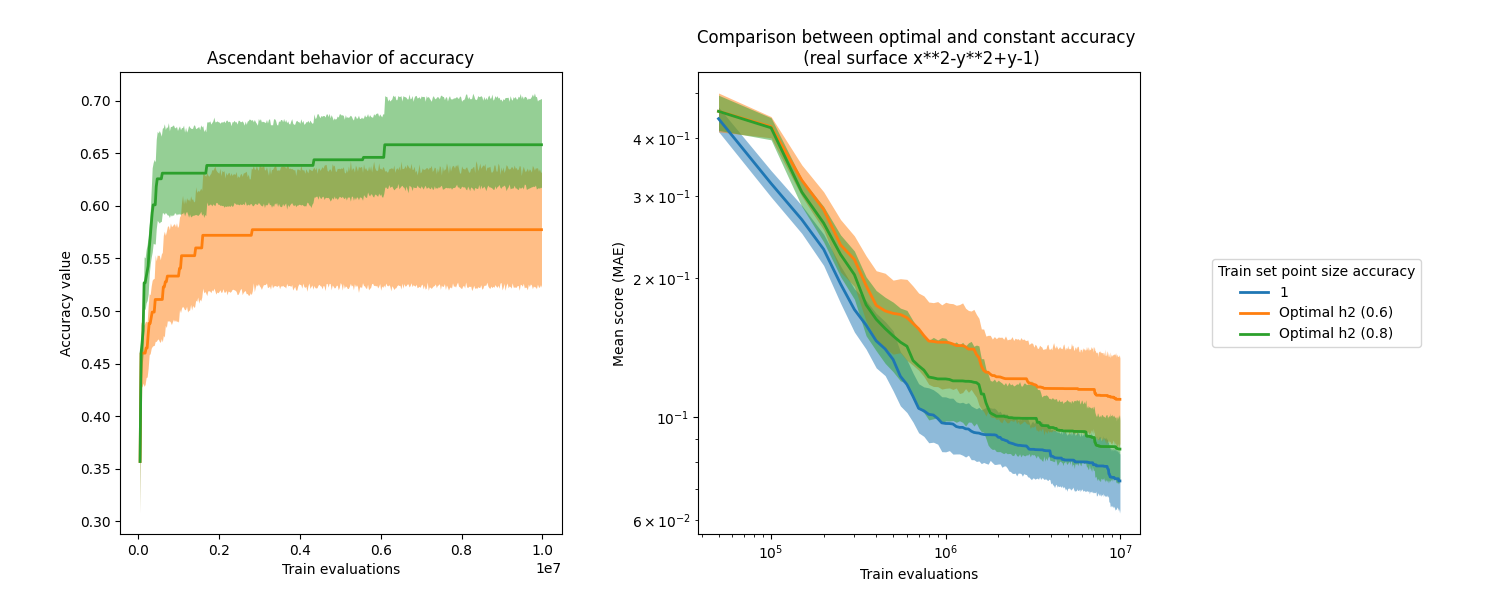 Ascendant behavior of accuracy
0.70
0.65
0.60
0.55
0.50
0.45
0.40
0.35
0.30
Accuracy value
0.0
0.2
0.4
0.6
0.8
1.0
1e7
Train evaluations
Comparison between optimal and constant accuracy
(real surface x**2-y**2+y-1)
4 × 10⁻¹
3 × 10⁻¹
2 × 10⁻¹
10⁻¹
6 × 10⁻²
Mean score (MAE)
10⁵
10⁶
10⁷
Train evaluations
Train set point size accuracy
1
Optimal h2 (0.6)
Optimal h2 (0.8)